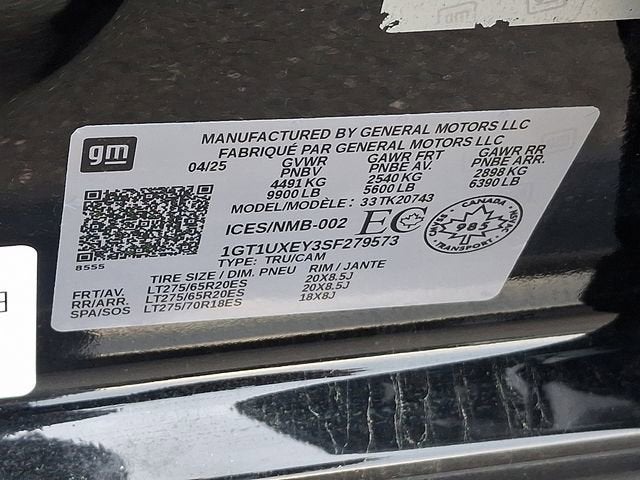 gm
MANUFACTURED BY GENERAL MOTORS LLC
FABRIQUÉ PAR GENERAL MOTORS LLC
04/25 GVWR GAWR FRT GAWR RR
PNBV PNBE AV. PNBE ARR.
4491 KG 2540 KG 2898 KG
9900 LB 5600 LB 6390 LB
MODEL/MODÈLE: 33TK20743
ICES/NMB-002 EC
CANADA
985
TRANSPORT
1GT1UXEY3SF279573
8555
TYPE: TRU/CAM
TIRE SIZE / DIM. PNEU RIM / JANTE
FRT/AV. LT275/65R20ES 20X8.5J
RR/ARR. LT275/65R20ES 20X8.5J
SPA/SOS LT275/70R18ES 18X8J